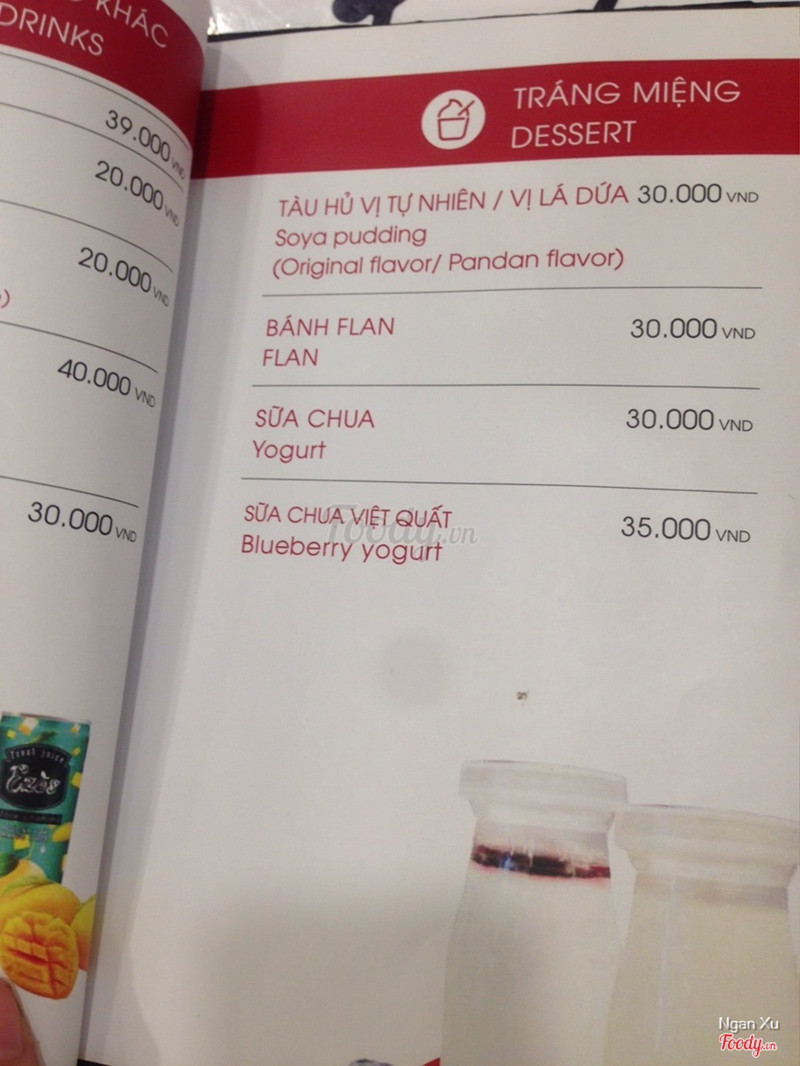 KHÁC
DRINKS
39.000 VND
20.000 VND
20.000 VND
)
40.000 VND
30.000 VND
TRÁNG MIỆNG
DESSERT
TÀU HỦ VỊ TỰ NHIÊN / VỊ LÁ DỨA 30.000 VND
Soya pudding
(Original flavor/ Pandan flavor)
BÁNH FLAN 30.000 VND
FLAN
SỮA CHUA 30.000 VND
Yogurt
SỮA CHUA VIỆT QUẤT 35.000 VND
Blueberry yogurt
Foody.vn
Ngan Xu
Foody.vn